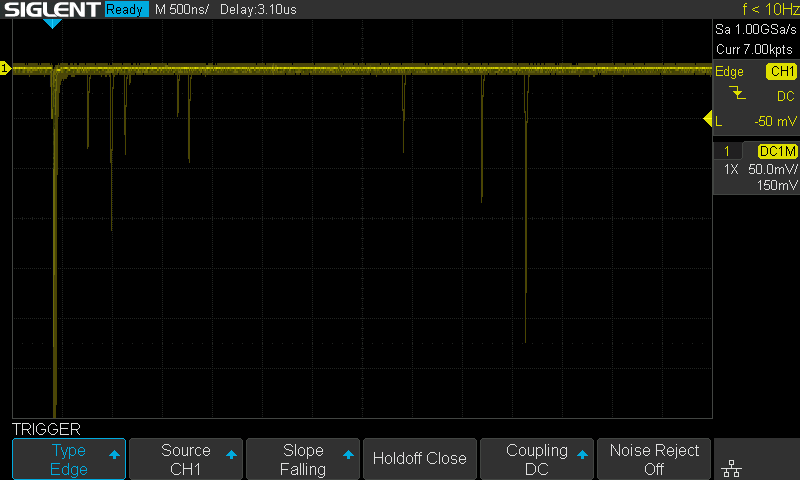 SIGLENT Ready M 500ns/ Delay:3.10us f < 10Hz
Sa 1.00GSa/s
Curr 7.00kpts
Edge CH1
DC
L -50 mV
1 DC1M
1X 50.0mV/
150mV
1
TRIGGER
Type
Edge
Source
CH1
Slope
Falling
Holdoff Close
Coupling
DC
Noise Reject
Off